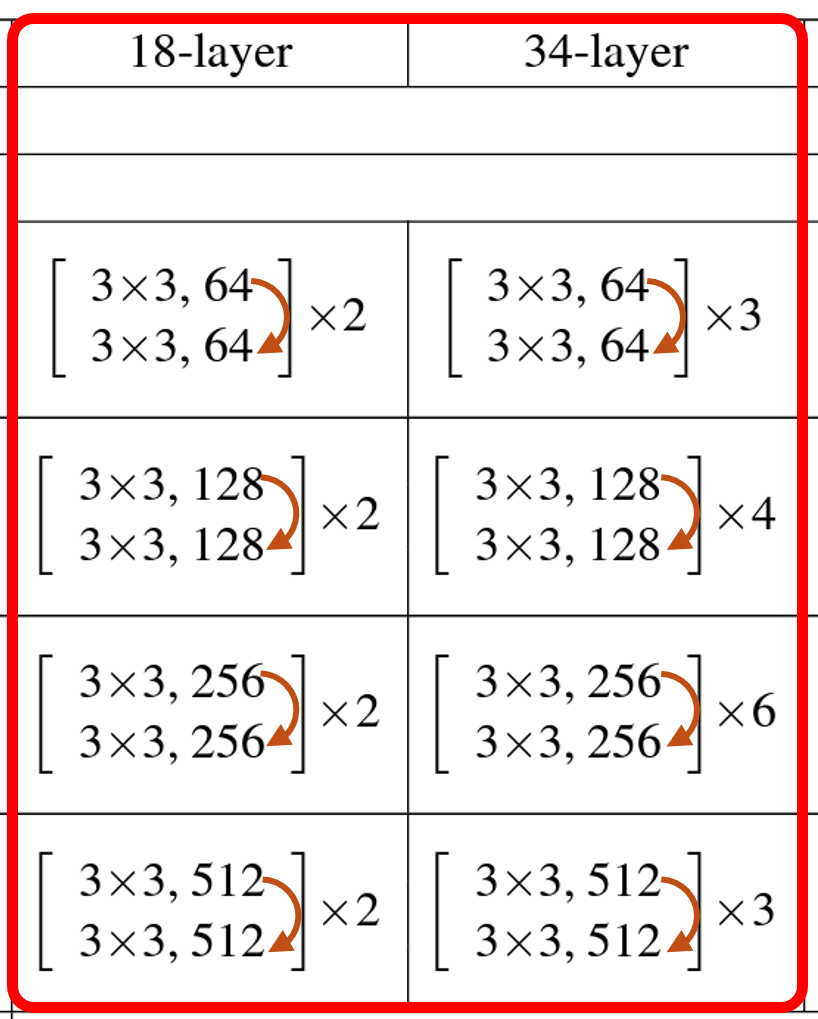 18-layer 34-layer
3×3, 64 3×3, 64
×2 ×3
3×3, 64 3×3, 64
3×3, 128 3×3, 128
×2 ×4
3×3, 128 3×3, 128
3×3, 256 3×3, 256
×2 ×6
3×3, 256 3×3, 256
3×3, 512 3×3, 512
×2 ×3
3×3, 512 3×3, 512